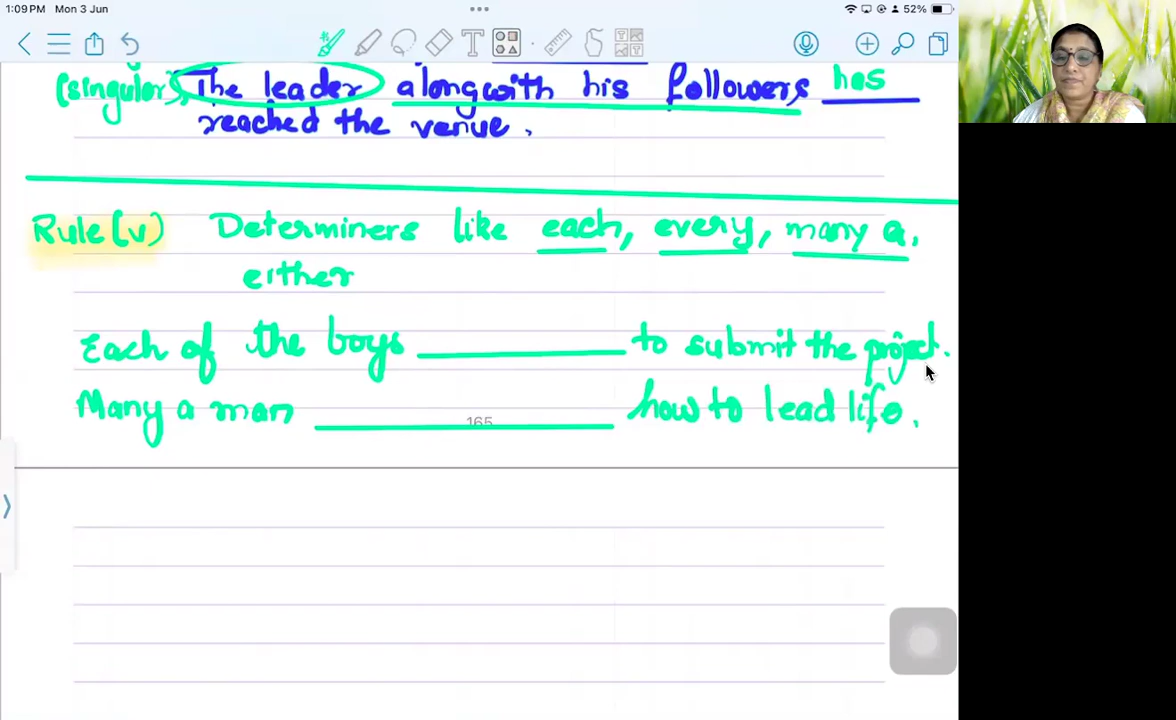 1:09 PM Mon 3 Jun
52%
(singular) The leader alongwith his followers has
reached the venue.
Rule (v) Determiners like each, every, many a,
either
Each of the boys ________ to submit the project.
Many a man ________ how to lead life.
165